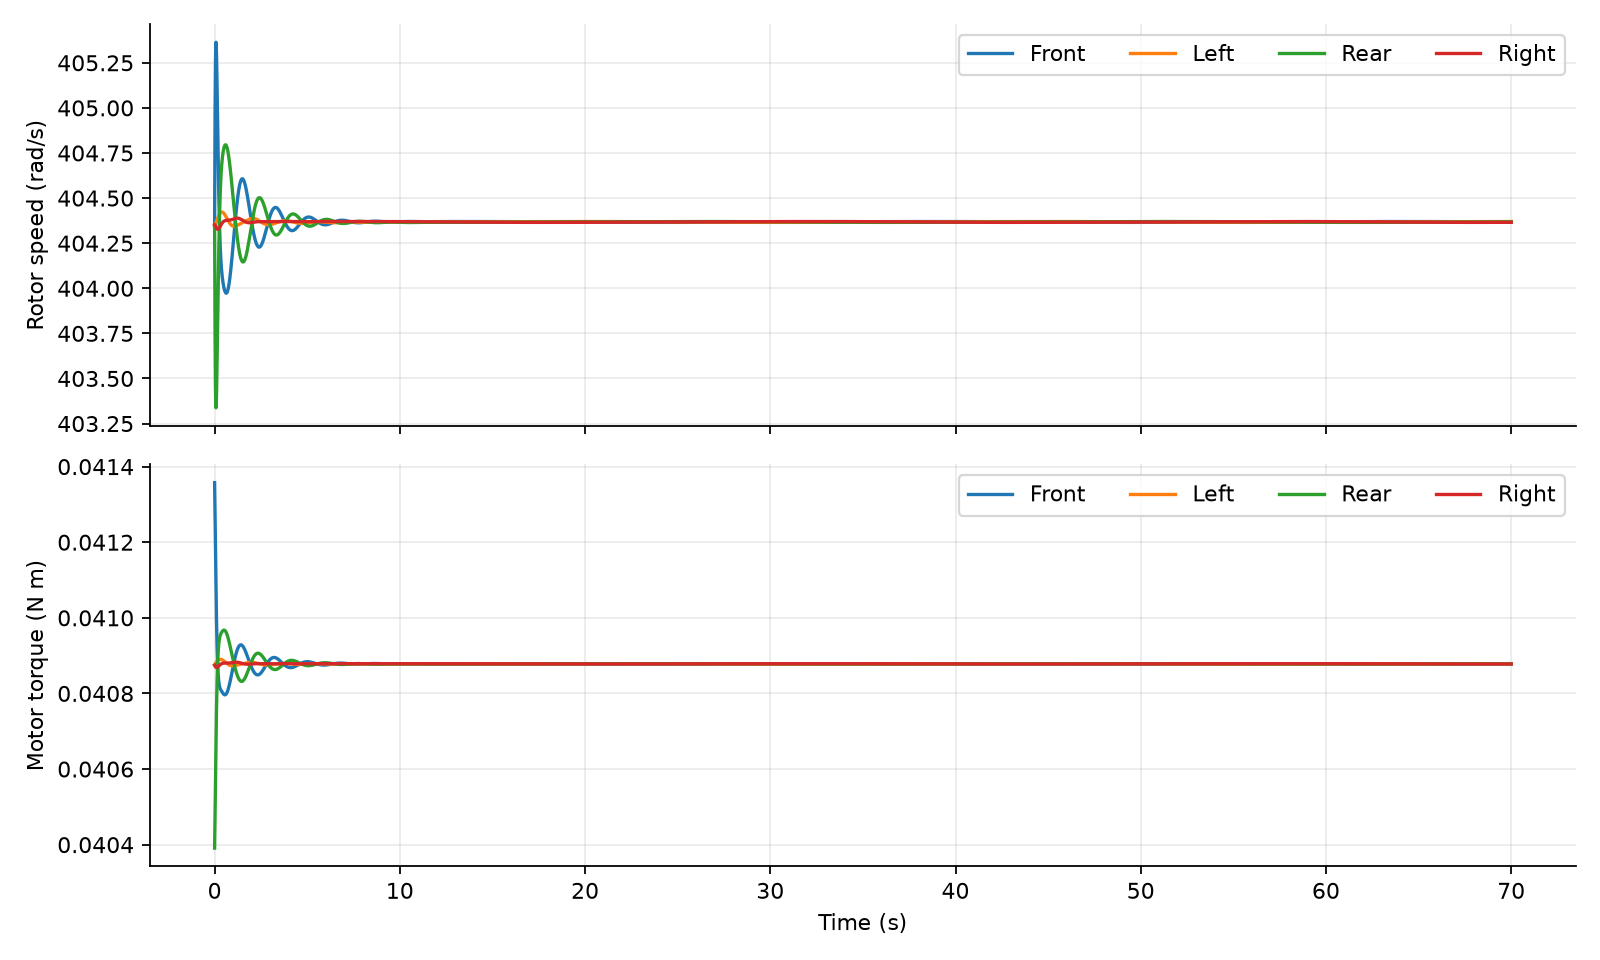 Rotor speed (rad/s)
405.25
405.00
404.75
404.50
404.25
404.00
403.75
403.50
403.25
Front Left Rear Right
Motor torque (N m)
0.0414
0.0412
0.0410
0.0408
0.0406
0.0404
Front Left Rear Right
0 10 20 30 40 50 60 70
Time (s)